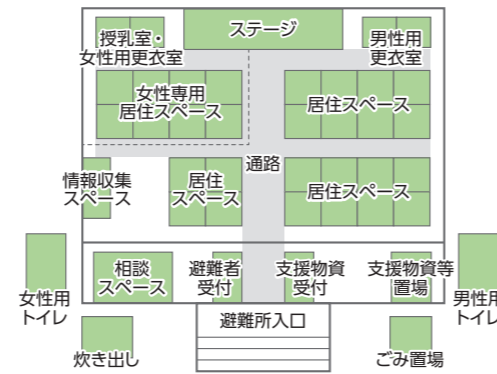 ステージ
授乳室・
女性用更衣室
男性用
更衣室
女性専用
居住スペース
居住スペース
通路
情報収集
スペース
居住
スペース
居住スペース
相談
スペース
避難者
受付
支援物資
受付
支援物資等
置場
女性用
トイレ
男性用
トイレ
避難所入口
炊き出し
ごみ置場